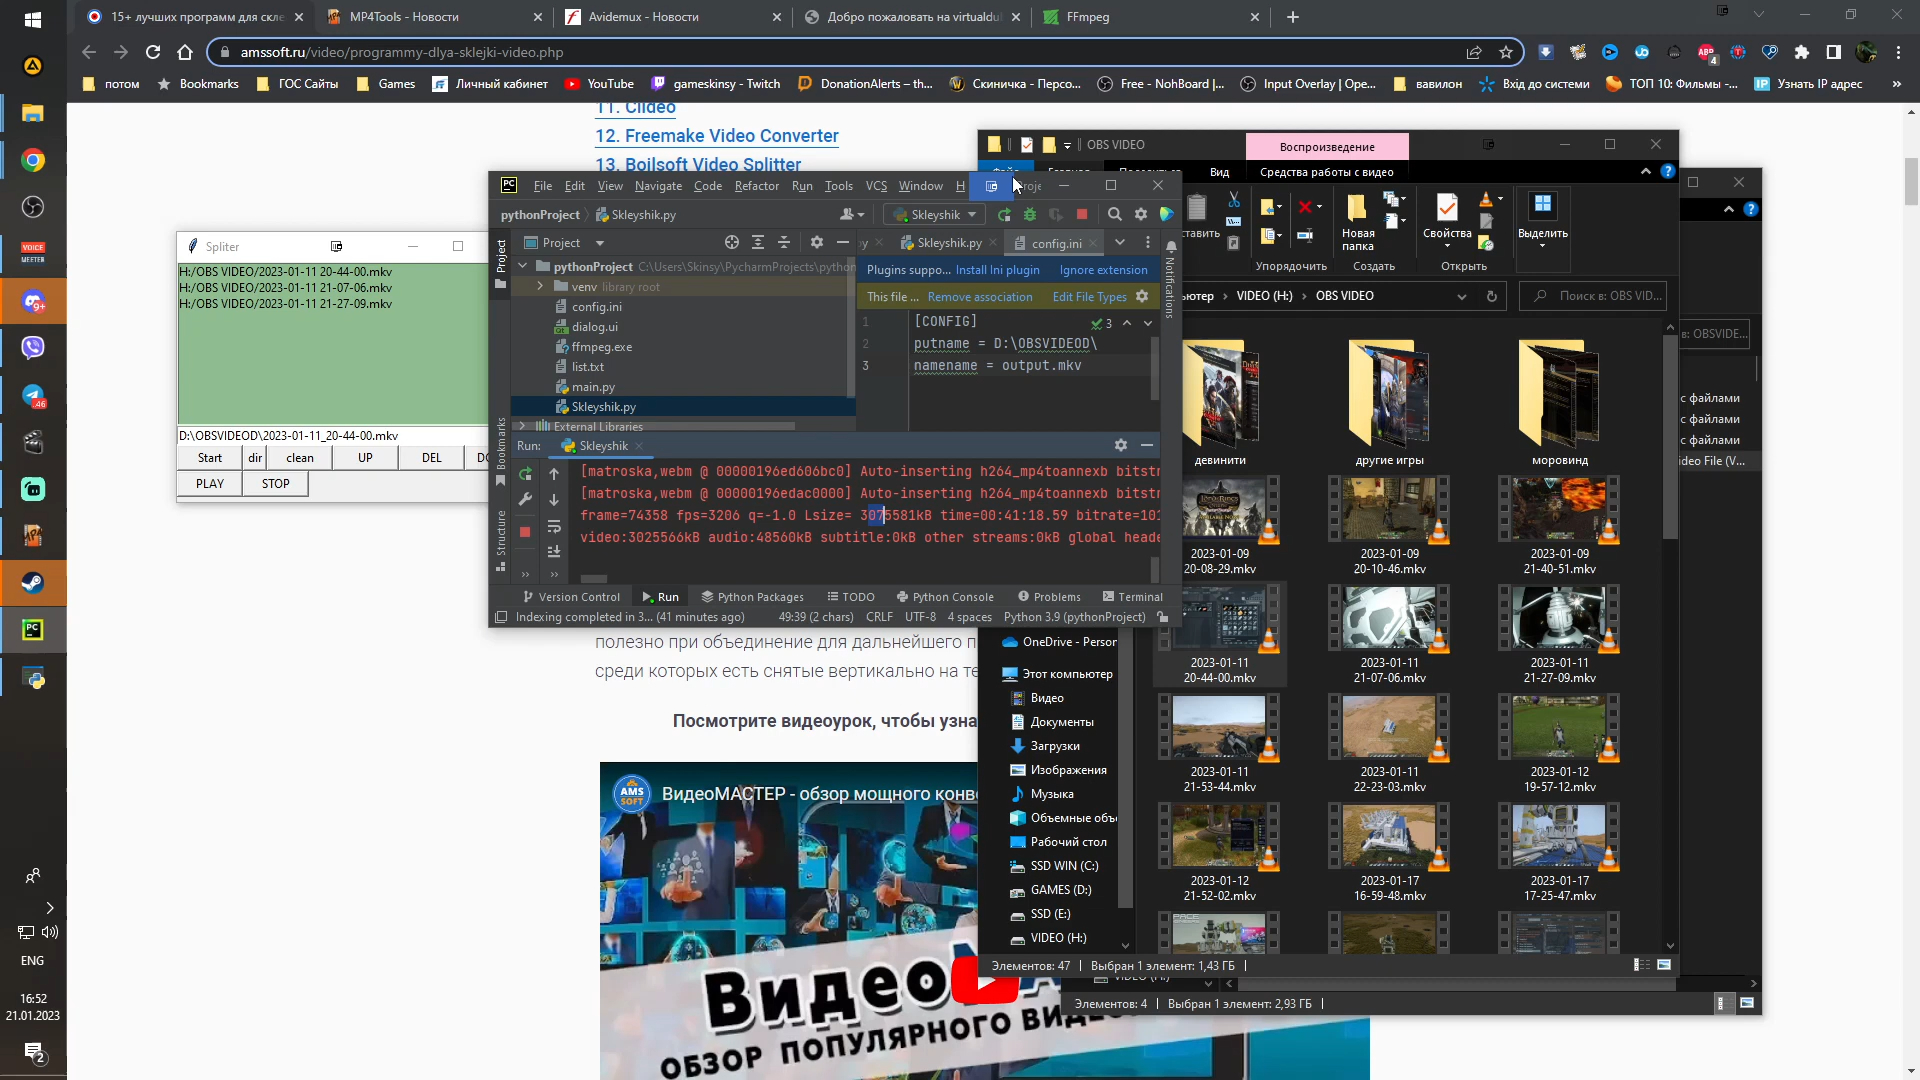 15+ лучших программ для скле
MP4Tools - Новости
Avidemux - Новости
Добро пожаловать на virtualdu
FFmpeg
amssoft.ru/video/programmy-dlya-sklejki-video.php
потом
Bookmarks
ГОС Сайты
Games
Личный кабинет
YouTube
gameskinsy - Twitch
DonationAlerts – th...
Скиничка - Персо...
Free - NohBoard |...
Input Overlay | Ope...
вавилон
Вхід до системи
ТОП 10: Фильмы -...
Узнать IP адрес
11. Clideo
12. Freemake Video Converter
13. Boilsoft Video Splitter
Spliter
H:/OBS VIDEO/2023-01-11 20-44-00.mkv
H:/OBS VIDEO/2023-01-11 21-07-06.mkv
H:/OBS VIDEO/2023-01-11 21-27-09.mkv
D:\OBSVIDEOD\2023-01-11_20-44-00.mkv
Start
dir
clean
UP
DEL
PLAY
STOP
File Edit View Navigate Code Refactor Run Tools VCS Window H
pythonProject
Skleyshik.py
Skleyshik
Project
Skleyshik.py
config.ini
pythonProject C:\Users\Skinsy\PycharmProjects\python
venv library root
config.ini
dialog.ui
ffmpeg.exe
list.txt
main.py
Skleyshik.py
External Libraries
Plugins suppo... Install Ini plugin Ignore extension
This file ... Remove association Edit File Types
1 [CONFIG]
2 putname = D:\OBSVIDEOD\
3 namename = output.mkv
3
Project
Bookmarks
Structure
Notifications
Run: Skleyshik
[matroska,webm @ 00000196ed606bc0] Auto-inserting h264_mp4toannexb bitstr
[matroska,webm @ 00000196edac0000] Auto-inserting h264_mp4toannexb bitstr
frame=74358 fps=3206 q=-1.0 Lsize= 3075581kB time=00:41:18.59 bitrate=101
video:3025566kB audio:48560kB subtitle:0kB other streams:0kB global heade
Version Control Run Python Packages TODO Python Console Problems Terminal
Indexing completed in 3... (41 minutes ago) 49:39 (2 chars) CRLF UTF-8 4 spaces Python 3.9 (pythonProject)
полезно при объединение для дальнейшего п
среди которых есть снятые вертикально на те
Посмотрите видеоурок, чтобы узна
AMS SOFT
ВидеоМАСТЕР - обзор мощного конве
ОБЗОР ПОПУЛЯРНОГО
OBS VIDEO
Воспроизведение
Вид
Средства работы с видео
Новая папка
Свойства
Выделить
Упорядочить
Создать
Открыть
VIDEO (H:)
OBS VIDEO
Поиск в: OBS VID...
девинити
другие игры
моровинд
2023-01-09 20-08-29.mkv
2023-01-09 20-10-46.mkv
2023-01-09 21-40-51.mkv
2023-01-11 20-44-00.mkv
2023-01-11 21-07-06.mkv
2023-01-11 21-27-09.mkv
2023-01-11 21-53-44.mkv
2023-01-11 22-23-03.mkv
2023-01-12 19-57-12.mkv
2023-01-12 21-52-02.mkv
2023-01-17 16-59-48.mkv
2023-01-17 17-25-47.mkv
OneDrive - Person
Этот компьютер
Видео
Документы
Загрузки
Изображения
Музыка
Объемные объ
Рабочий стол
SSD WIN (C:)
GAMES (D:)
SSD (E:)
VIDEO (H:)
Элементов: 47
Выбран 1 элемент: 1,43 ГБ
Элементов: 4
Выбран 1 элемент: 2,93 ГБ
в: OBSVIDE...
с файлами
с файлами
с файлами
ideo File (V...
ENG
16:52
21.01.2023